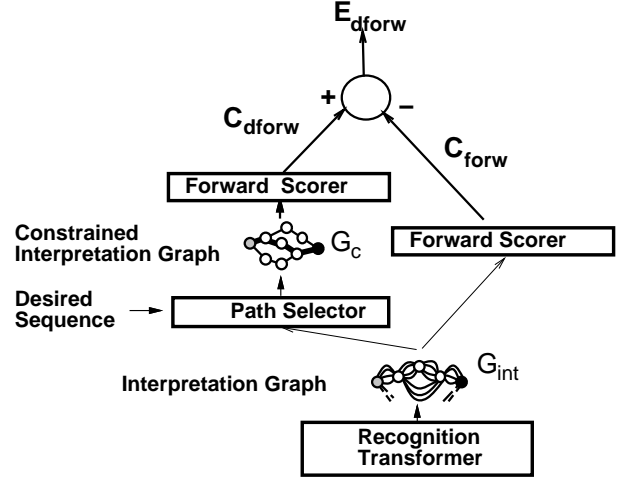 E_dforw
+ −
C_dforw
C_forw
Forward Scorer
Constrained
Interpretation Graph
G_c
Forward Scorer
Desired
Sequence
Path Selector
Interpretation Graph
G_int
Recognition
Transformer